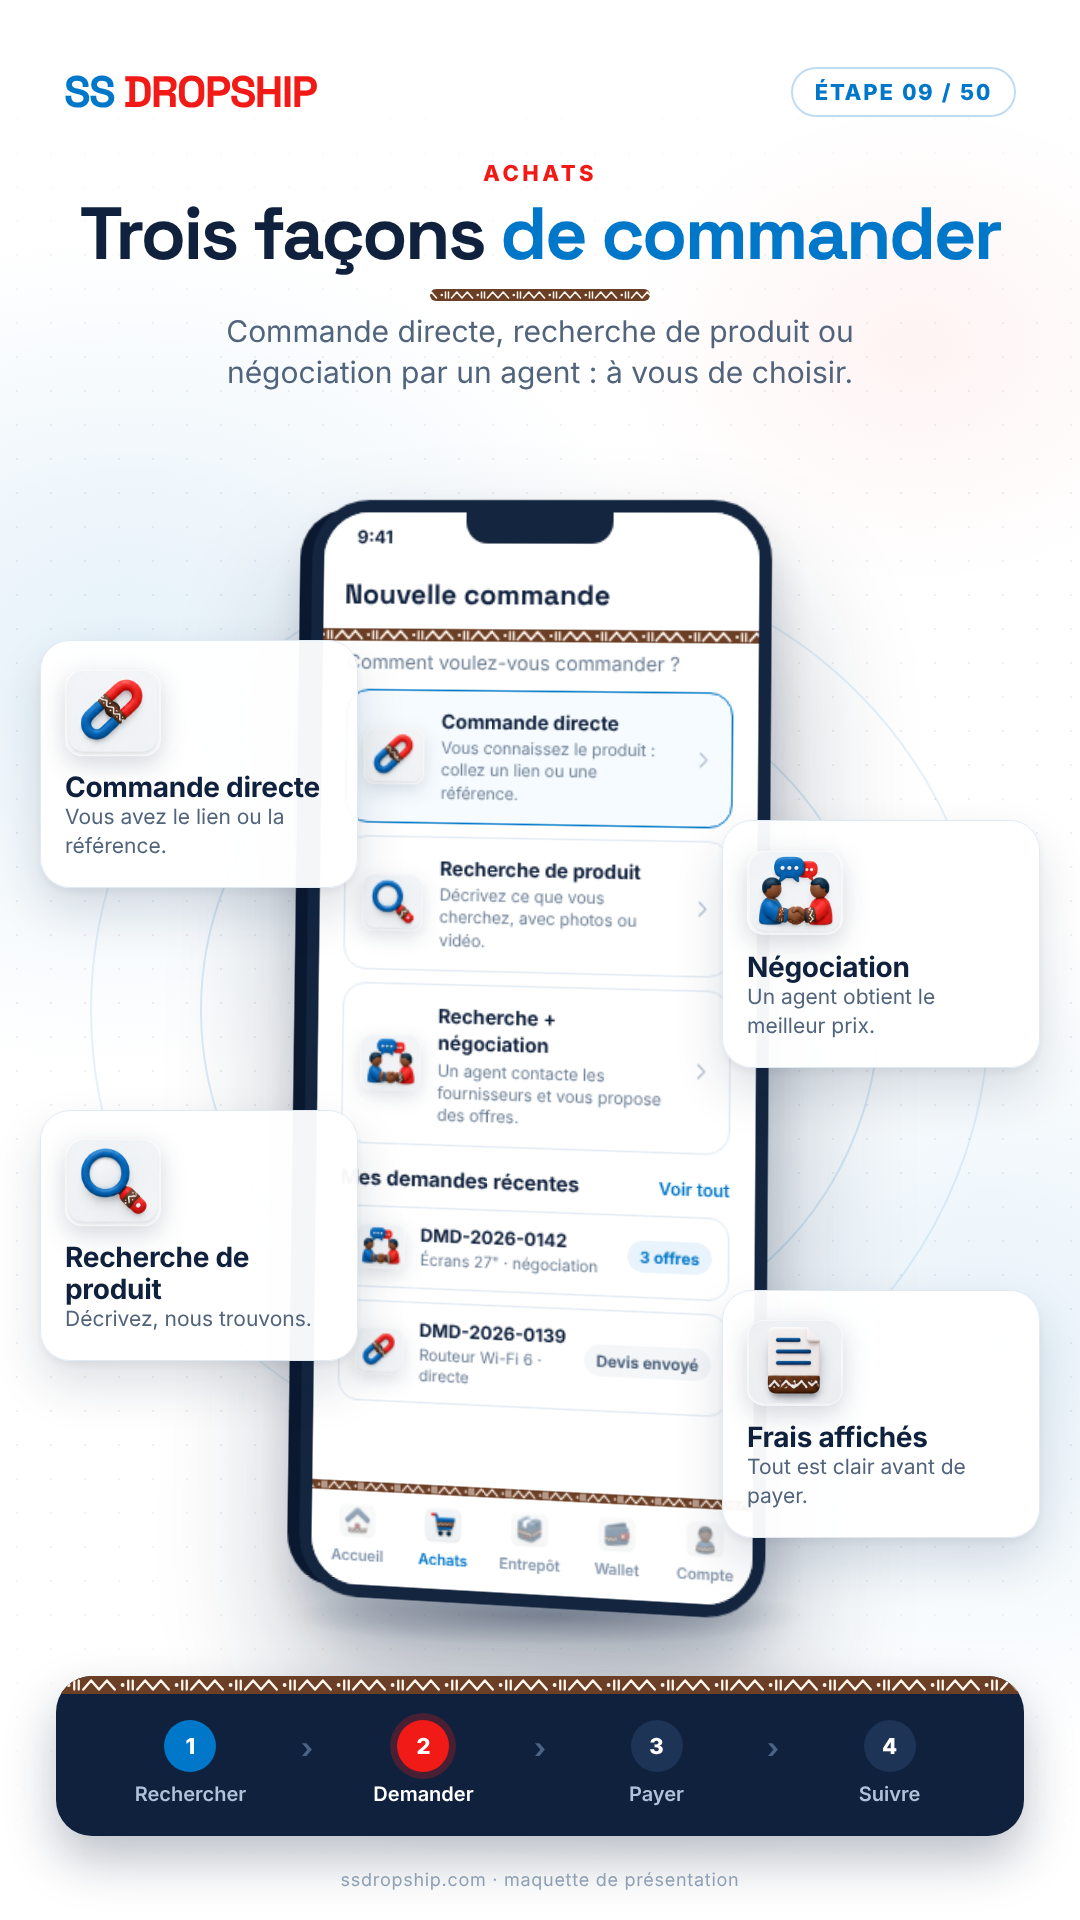 SS DROPSHIP
ÉTAPE 09 / 50
ACHATS
Trois façons de commander
Commande directe, recherche de produit ou
négociation par un agent : à vous de choisir.
9:41
Nouvelle commande
Comment voulez-vous commander ?
Commande directe
Vous connaissez le produit :
collez un lien ou une
référence.
Recherche de produit
Décrivez ce que vous
cherchez, avec photos ou
vidéo.
Recherche +
négociation
Un agent contacte les
fournisseurs et vous propose
des offres.
Mes demandes récentes
Voir tout
DMD-2026-0142
Écrans 27" · négociation
3 offres
DMD-2026-0139
Routeur Wi-Fi 6 ·
directe
Devis envoyé
Accueil
Achats
Entrepôt
Wallet
Compte
Commande directe
Vous avez le lien ou la
référence.
Négociation
Un agent obtient le
meilleur prix.
Recherche de
produit
Décrivez, nous trouvons.
Frais affichés
Tout est clair avant de
payer.
1
Rechercher
2
Demander
3
Payer
4
Suivre
ssdropship.com · maquette de présentation